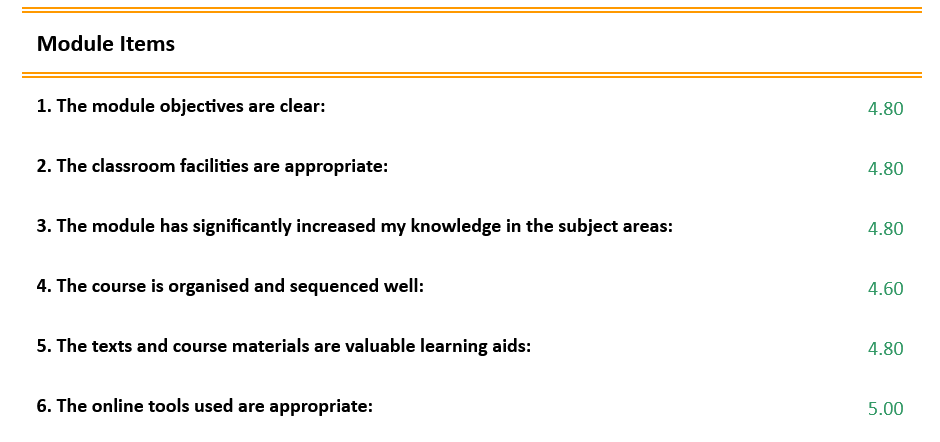 Module Items
1. The module objectives are clear: 4.80
2. The classroom facilities are appropriate: 4.80
3. The module has significantly increased my knowledge in the subject areas: 4.80
4. The course is organised and sequenced well: 4.60
5. The texts and course materials are valuable learning aids: 4.80
6. The online tools used are appropriate: 5.00